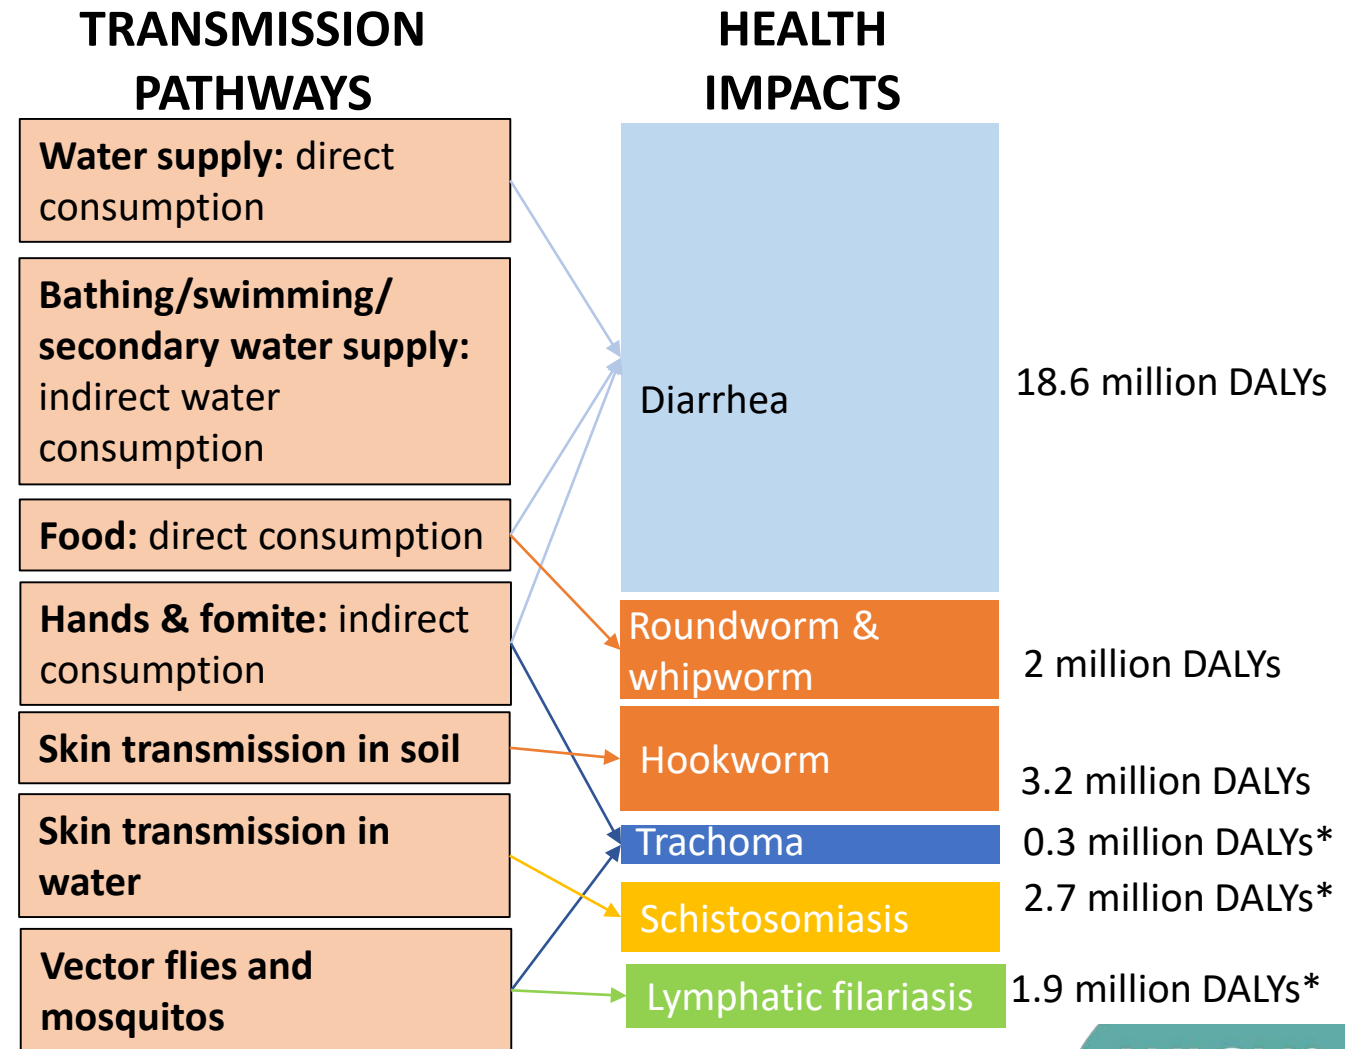 TRANSMISSION
PATHWAYS
HEALTH
IMPACTS
Water supply: direct
consumption
Bathing/swimming/
secondary water supply:
indirect water
consumption
Food: direct consumption
Hands & fomite: indirect
consumption
Skin transmission in soil
Skin transmission in
water
Vector flies and
mosquitos
Diarrhea
18.6 million DALYs
Roundworm &
whipworm
2 million DALYs
Hookworm
3.2 million DALYs
Trachoma
0.3 million DALYs*
Schistosomiasis
2.7 million DALYs*
Lymphatic filariasis
1.9 million DALYs*